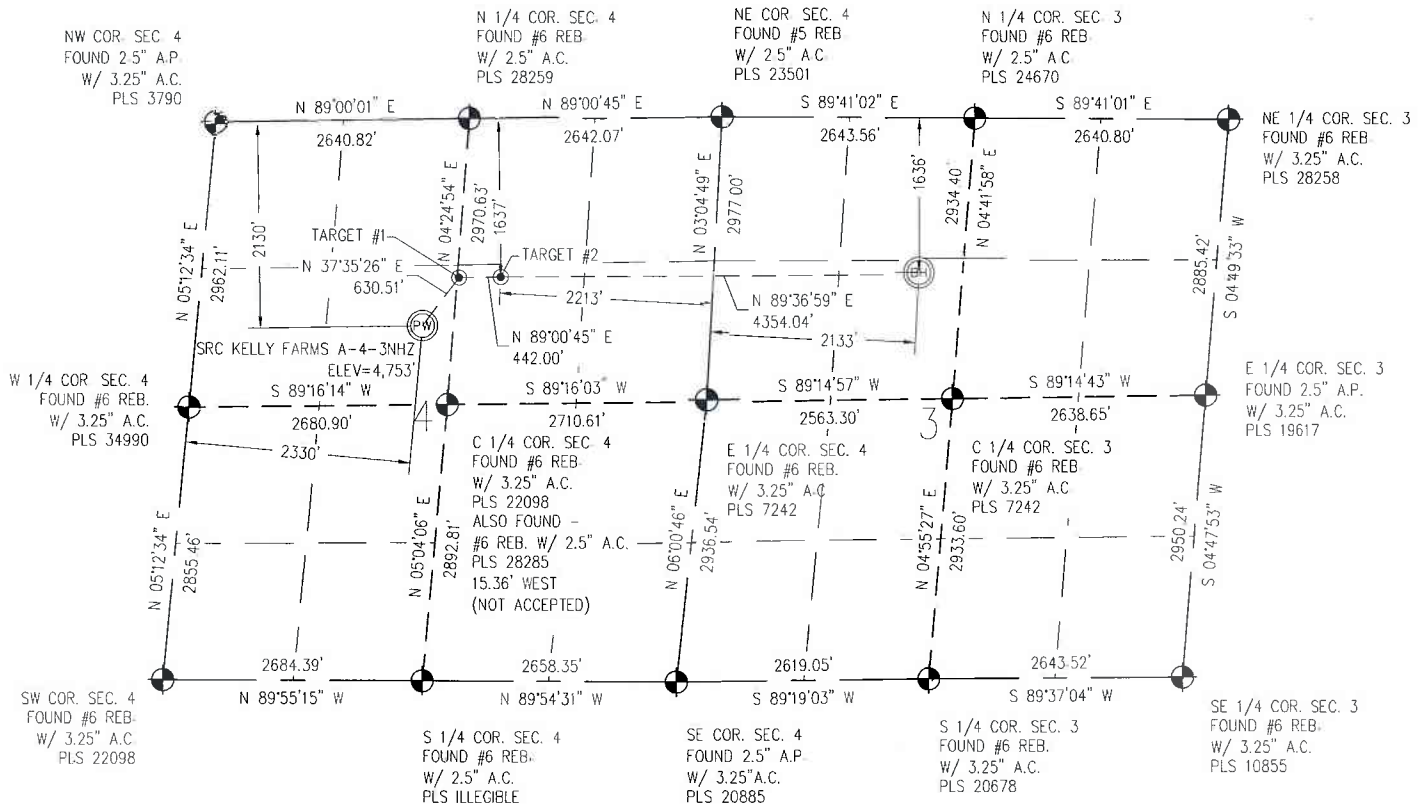 NW COR. SEC. 4
FOUND 2.5" A.P.
W/ 3.25" A.C.
PLS 3790
N 1/4 COR. SEC. 4
FOUND #6 REB.
W/ 2.5" A.C.
PLS 28259
NE COR. SEC. 4
FOUND #5 REB
W/ 2.5" A.C.
PLS 23501
N 1/4 COR. SEC. 3
FOUND #6 REB.
W/ 2.5" A.C
PLS 24670
NE 1/4 COR. SEC. 3
FOUND #6 REB.
W/ 3.25" A.C.
PLS 28258
N 89°00'01" E
2640.82'
N 89°00'45" E
2642.07'
S 89°41'02" E
2643.56'
S 89°41'01" E
2640.80'
N 05°12'34" E
2962.11'
2130'
N 04°24'54" E
2970.63'
1637'
N 03°04'49" E
2977.00'
1636'
2934.40'
N 04°41'58" E
2885.42'
S 04°49'33" W
TARGET #1
TARGET #2
N 37°35'26" E
630.51'
2213'
BH
N 89°36'59" E
4354.04'
2133'
N 89°00'45" E
442.00'
PW
SRC KELLY FARMS A-4-3NHZ
ELEV=4,753'
W 1/4 COR. SEC. 4
FOUND #6 REB.
W/ 3.25" A.C.
PLS 34990
S 89°16'14" W
2680.90'
4
S 89°16'03" W
2710.61'
S 89°14'57" W
2563.30'
3
S 89°14'43" W
2638.65'
E 1/4 COR. SEC. 3
FOUND 2.5" A.P.
W/ 3.25" A.C.
PLS 19617
2330'
C 1/4 COR. SEC. 4
FOUND #6 REB.
W/ 3.25" A.C.
PLS 22098
ALSO FOUND -
#6 REB. W/ 2.5" A.C.
PLS 28285
15.36' WEST
(NOT ACCEPTED)
E 1/4 COR. SEC. 4
FOUND #6 REB.
W/ 3.25" A.C
PLS 7242
C 1/4 COR. SEC. 3
FOUND #6 REB.
W/ 3.25" A.C
PLS 7242
N 05°12'34" E
2855.46'
N 05°04'06" E
2892.81'
N 06°00'46" E
2936.54'
N 04°55'27" E
2933.60'
2950.24'
S 04°47'53" W
2684.39'
N 89°55'15" W
2658.35'
N 89°54'31" W
2619.05'
S 89°19'03" W
2643.52'
S 89°37'04" W
SW COR. SEC. 4
FOUND #6 REB.
W/ 3.25" A.C.
PLS 22098
S 1/4 COR. SEC. 4
FOUND #6 REB.
W/ 2.5" A.C.
PLS ILLEGIBLE
SE COR. SEC. 4
FOUND 2.5" A.P.
W/ 3.25"A.C.
PLS 20885
S 1/4 COR. SEC. 3
FOUND #6 REB.
W/ 3.25" A.C.
PLS 20678
SE 1/4 COR. SEC. 3
FOUND #6 REB.
W/ 3.25" A.C.
PLS 10855